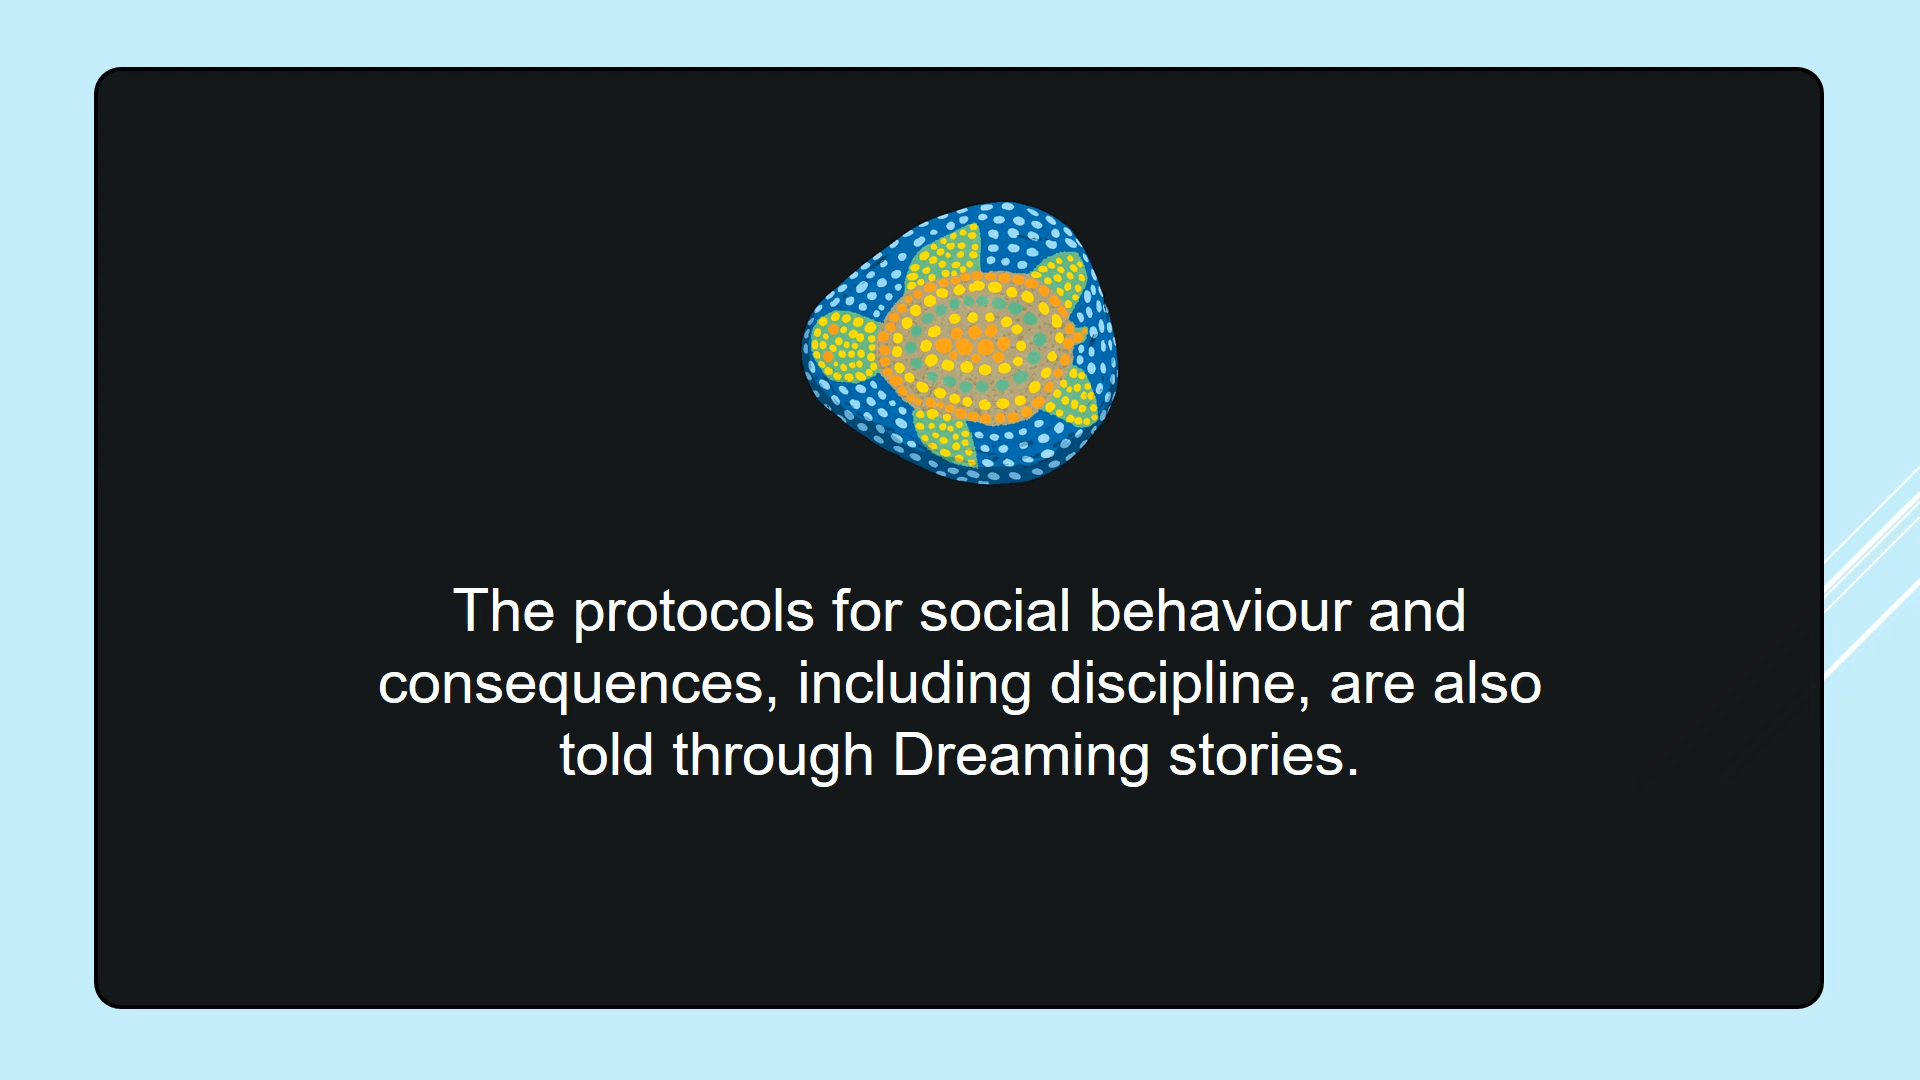 The protocols for social behaviour and
consequences, including discipline, are also
told through Dreaming stories.